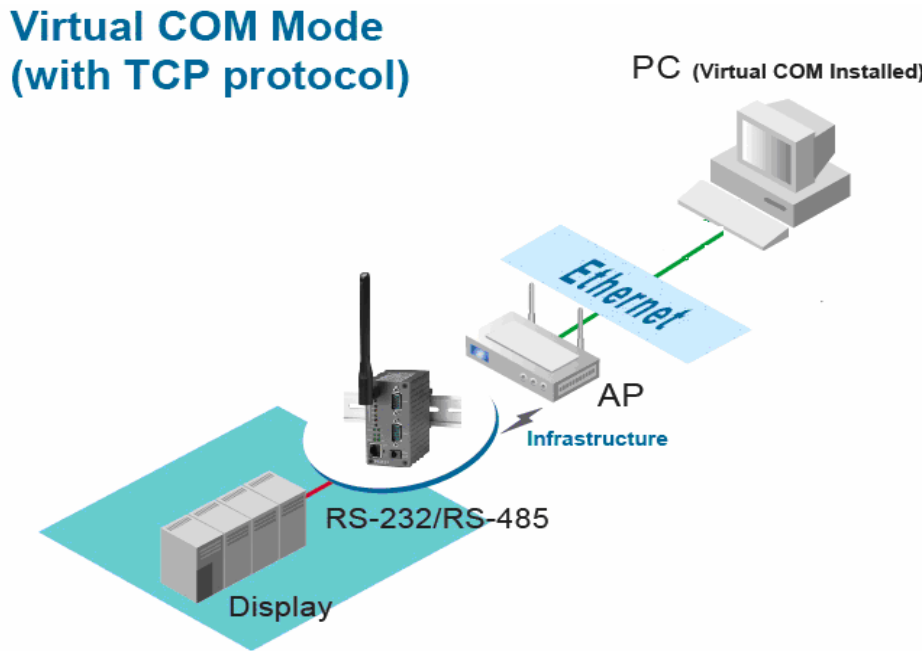 Virtual COM Mode
(with TCP protocol)
PC (Virtual COM Installed)
Ethernet
AP
Infrastructure
RS-232/RS-485
Display